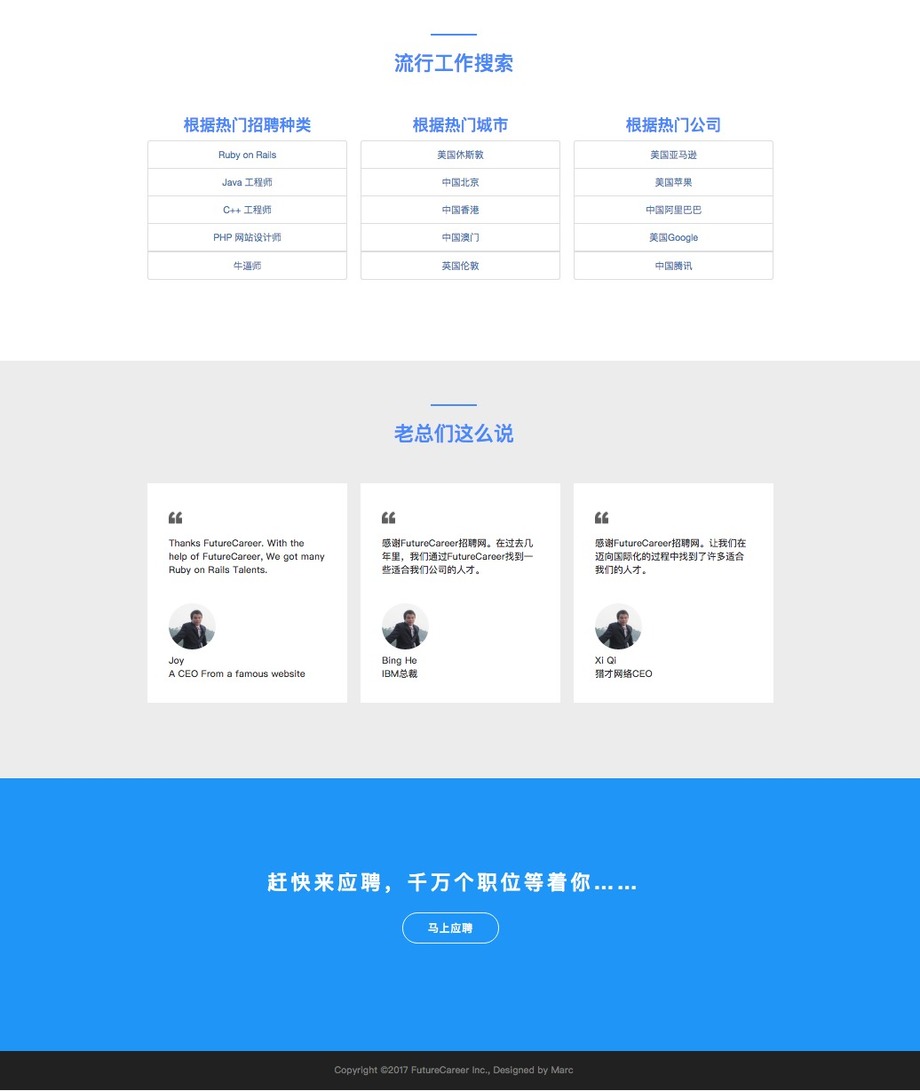 流行工作搜索
根据热门招聘种类
Ruby on Rails
Java 工程师
C++ 工程师
PHP 网站设计师
牛逼师
根据热门城市
美国休斯敦
中国北京
中国香港
中国澳门
英国伦敦
根据热门公司
美国亚马逊
美国苹果
中国阿里巴巴
美国Google
中国腾讯
老总们这么说
Thanks FutureCareer. With the
help of FutureCareer, We got many
Ruby on Rails Talents.
Joy
A CEO From a famous website
感谢FutureCareer招聘网。在过去几
年里，我们通过FutureCareer找到一
些适合我们公司的人才。
Bing He
IBM总裁
感谢FutureCareer招聘网。让我们在
迈向国际化的过程中找到了许多适合
我们的人才。
Xi Qi
猎才网络CEO
赶快来应聘，千万个职位等着你……
马上应聘
Copyright ©2017 FutureCareer Inc., Designed by Marc